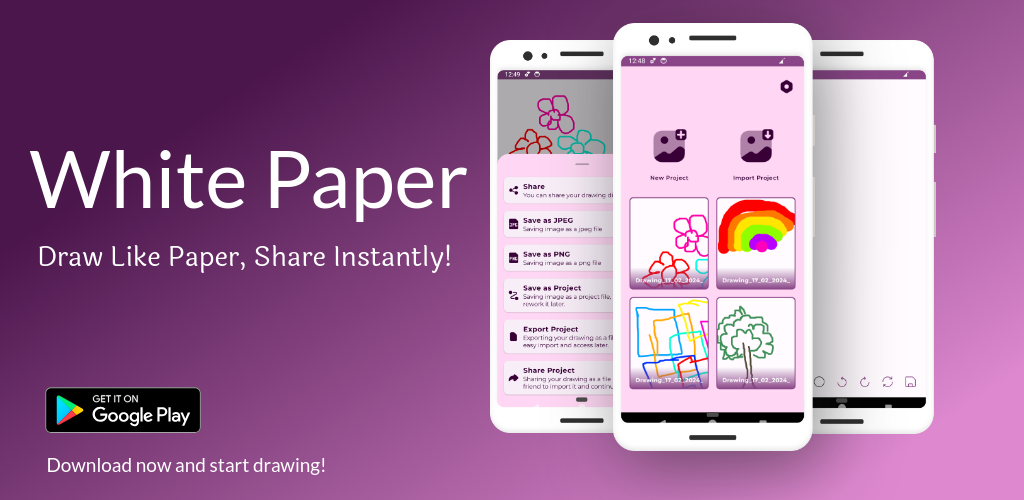 White Paper
Draw Like Paper, Share Instantly!
GET IT ON
Google Play
Download now and start drawing!
12:49
Share
You can share your drawing
Save as JPEG
Saving image as a jpeg file
Save as PNG
Saving image as a png file
Save as Project
Saving image as a project file,
rework it later.
Export Project
Exporting your drawing as a
easy import and access later.
Share Project
Sharing your drawing as a file
friend to import it and
12:48
New Project
Import Project
Drawing_17_02_2024_
Drawing_17_02_2024_
Drawing_17_02_2024_
Drawing_17_02_2024_